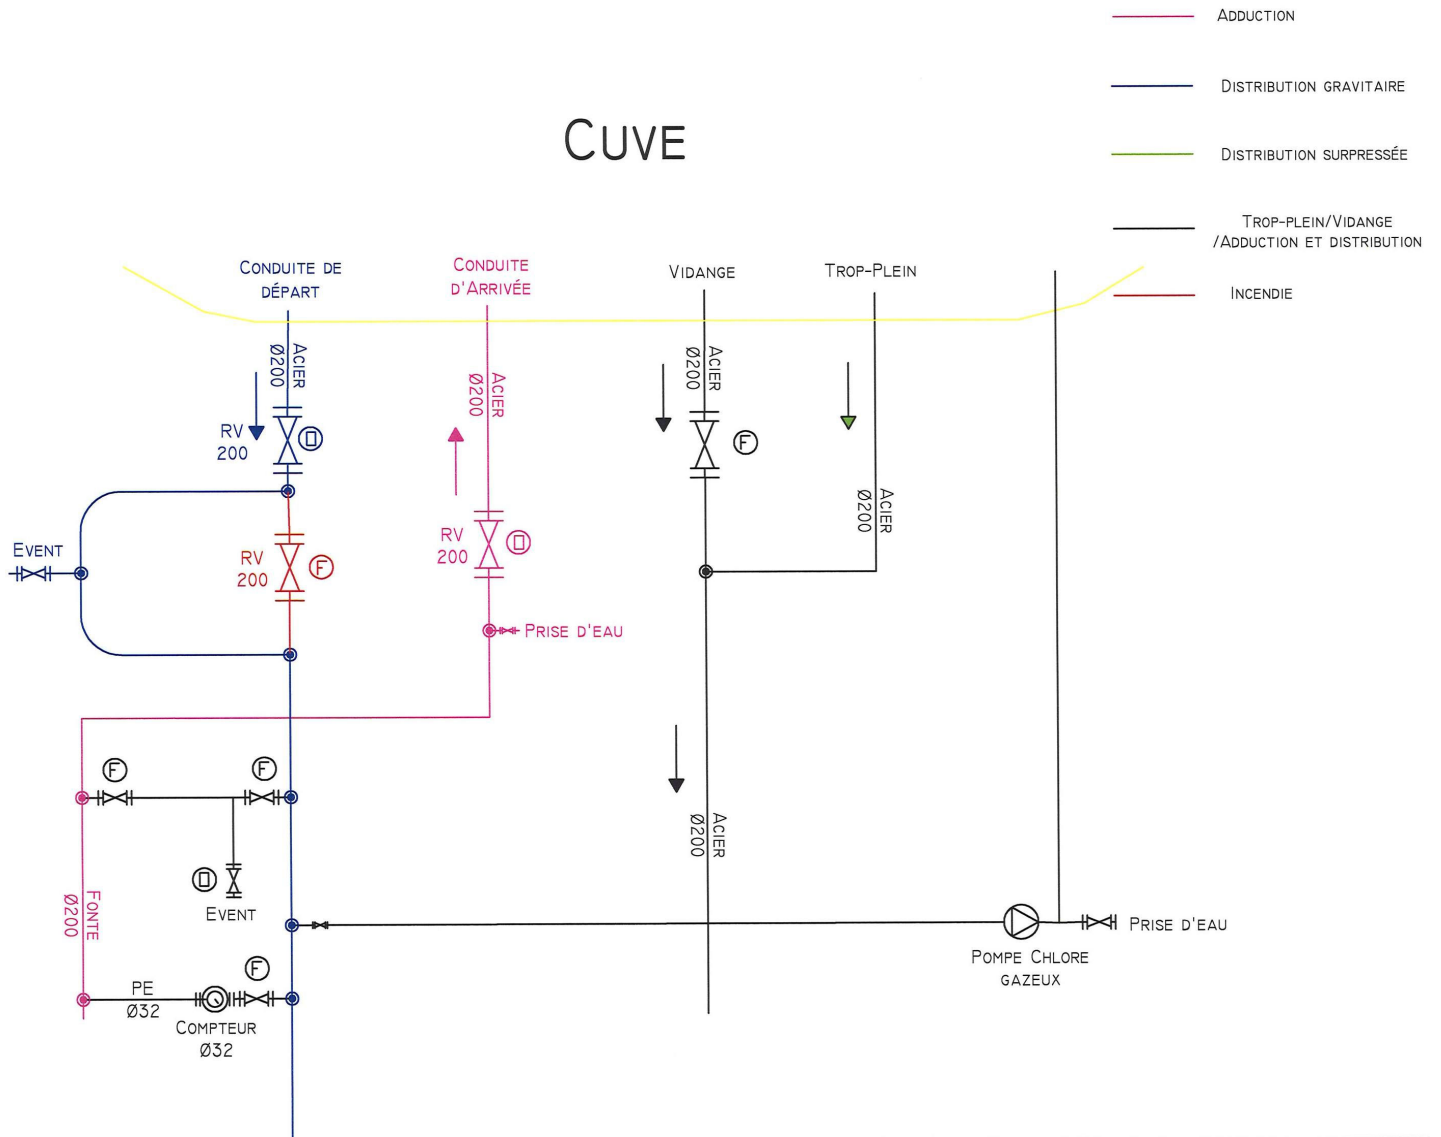 ADDUCTION
DISTRIBUTION GRAVITAIRE
DISTRIBUTION SURPRESSÉE
TROP-PLEIN/VIDANGE
/ADDUCTION ET DISTRIBUTION
INCENDIE
CUVE
CONDUITE DE
DÉPART
CONDUITE
D'ARRIVÉE
VIDANGE
TROP-PLEIN
ACIER
Ø200
ACIER
Ø200
ACIER
Ø200
ACIER
Ø200
RV
200
O
F
RV
200
F
RV
200
O
EVENT
PRISE D'EAU
F
F
O
EVENT
FONTE
Ø200
ACIER
Ø200
PE
Ø32
F
COMPTEUR
Ø32
POMPE CHLORE
GAZEUX
PRISE D'EAU